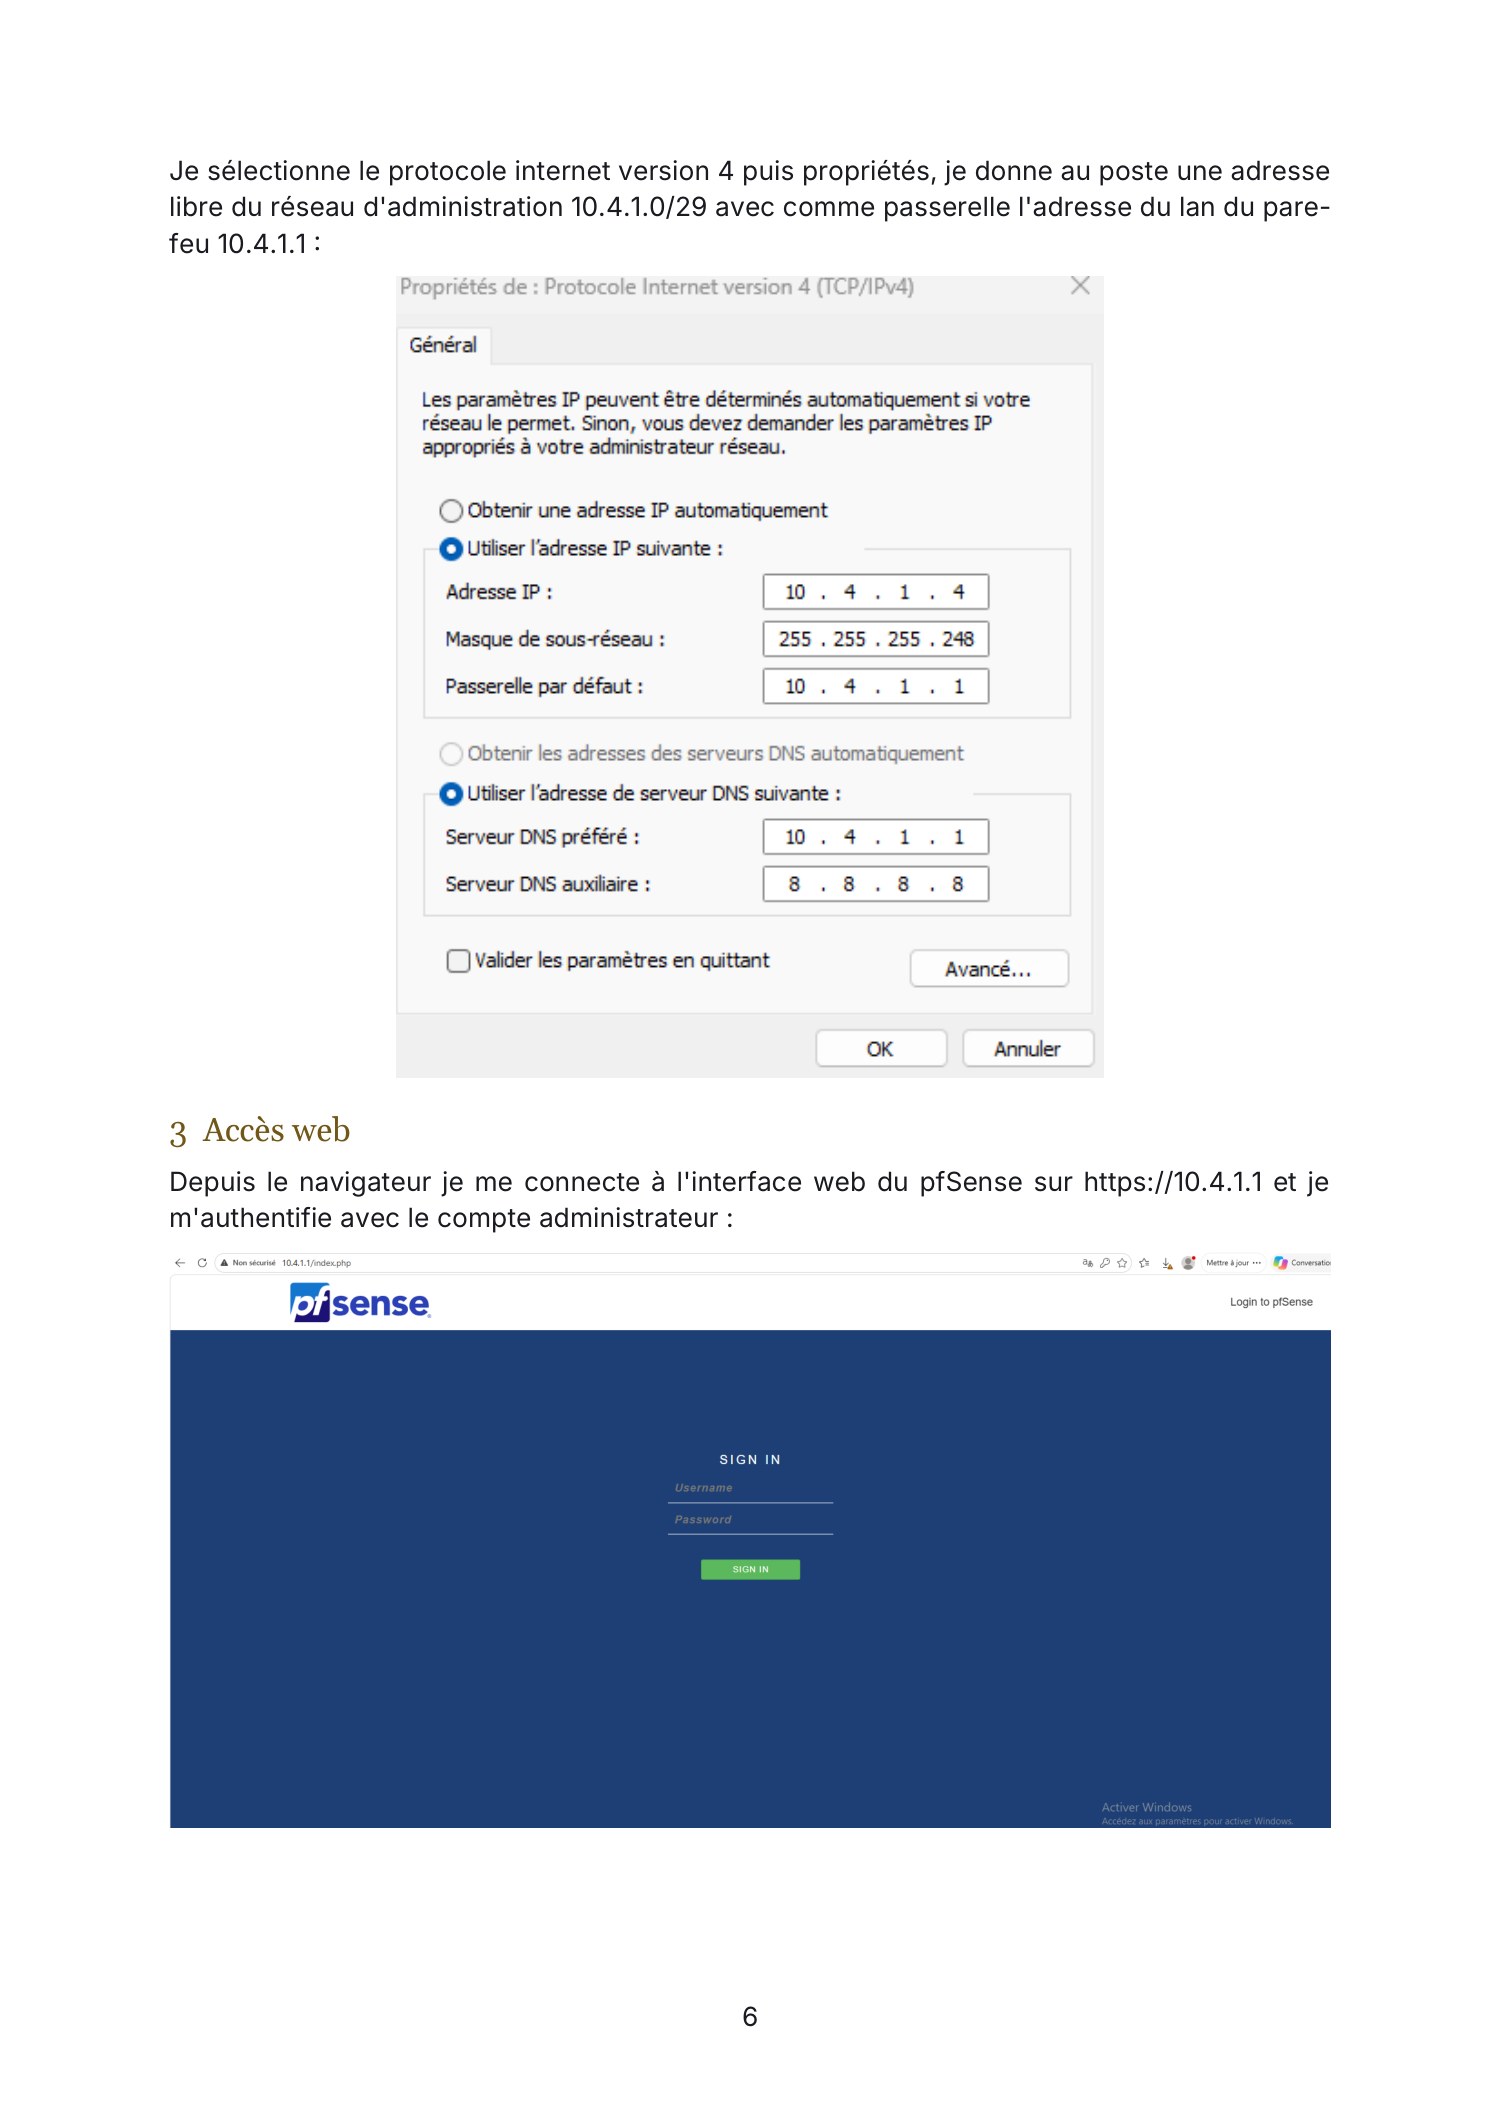 Je sélectionne le protocole internet version 4 puis propriétés, je donne au poste une adresse
libre du réseau d'administration 10.4.1.0/29 avec comme passerelle l'adresse du lan du pare-
feu 10.4.1.1 :
Propriétés de : Protocole Internet version 4 (TCP/IPv4)
Général
Les paramètres IP peuvent être déterminés automatiquement si votre
réseau le permet. Sinon, vous devez demander les paramètres IP
appropriés à votre administrateur réseau.
Obtenir une adresse IP automatiquement
Utiliser l’adresse IP suivante :
Adresse IP : 10 . 4 . 1 . 4
Masque de sous-réseau : 255 . 255 . 255 . 248
Passerelle par défaut : 10 . 4 . 1 . 1
Obtenir les adresses des serveurs DNS automatiquement
Utiliser l’adresse de serveur DNS suivante :
Serveur DNS préféré : 10 . 4 . 1 . 1
Serveur DNS auxiliaire : 8 . 8 . 8 . 8
Valider les paramètres en quittant
Avancé...
OK Annuler
3 Accès web
Depuis le navigateur je me connecte à l'interface web du pfSense sur https://10.4.1.1 et je
m'authentifie avec le compte administrateur :
Non sécurisé 10.4.1.1/index.php Mettre à jour Conversatio
pfsense Login to pfSense
SIGN IN
Username
Password
SIGN IN
Activer Windows
Accédez aux paramètres pour activer Windows.
6